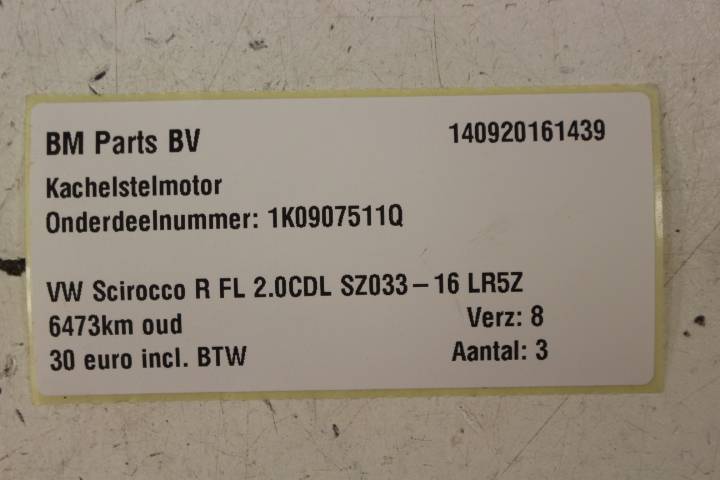 BM Parts BV 140920161439
Kachelstelmotor
Onderdeelnummer: 1K0907511Q
VW Scirocco R FL 2.0CDL SZ033-16 LR5Z
6473km oud Verz: 8
30 euro incl. BTW Aantal: 3